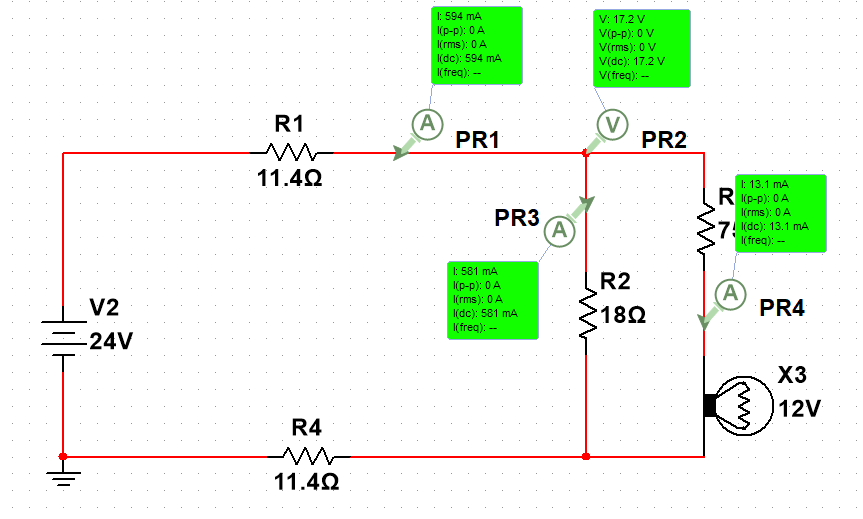 I: 594 mA
I(p-p): 0 A
I(rms): 0 A
I(dc): 594 mA
I(freq): --
V: 17.2 V
V(p-p): 0 V
V(rms): 0 V
V(dc): 17.2 V
V(freq): --
A
V
R1
PR1
PR2
11.4Ω
I: 13.1 mA
I(p-p): 0 A
I(rms): 0 A
I(dc): 13.1 mA
I(freq): --
R
PR3
A
I: 581 mA
I(p-p): 0 A
I(rms): 0 A
I(dc): 581 mA
I(freq): --
R2
18Ω
A
PR4
V2
24V
X3
12V
R4
11.4Ω